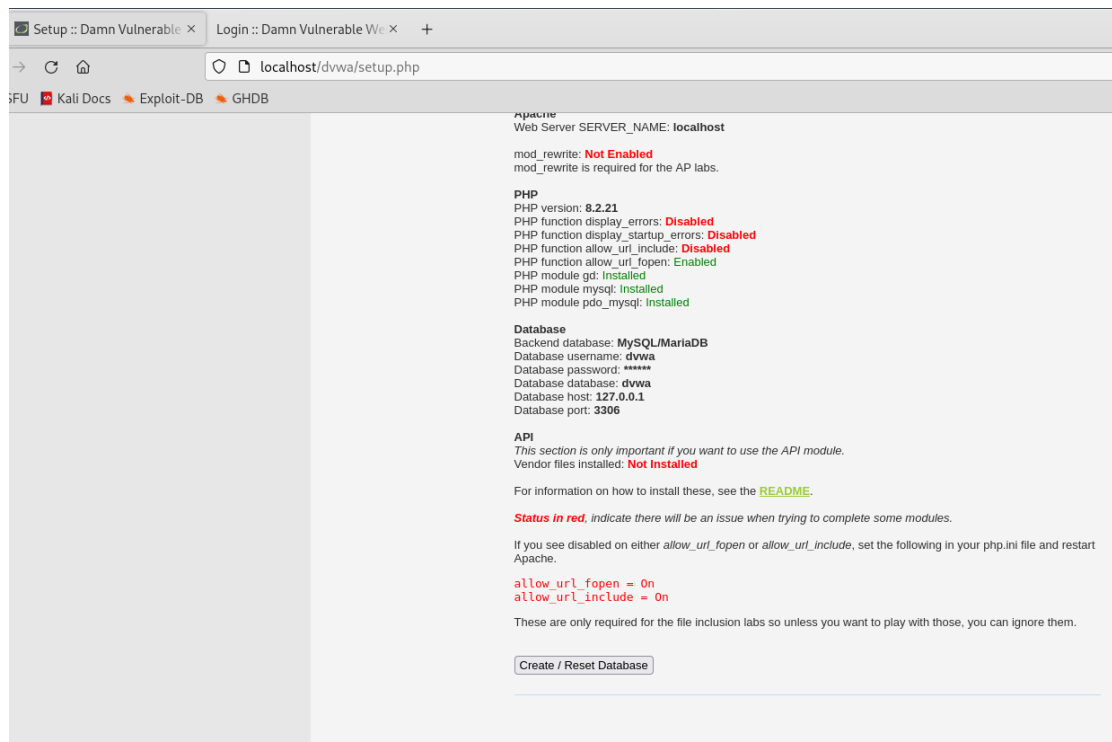 Setup :: Damn Vulnerable
Login :: Damn Vulnerable We
localhost/dvwa/setup.php
SFU Kali Docs Exploit-DB GHDB
Apache
Web Server SERVER_NAME: localhost
mod_rewrite: Not Enabled
mod_rewrite is required for the AP labs.
PHP
PHP version: 8.2.21
PHP function display_errors: Disabled
PHP function display_startup_errors: Disabled
PHP function allow_url_include: Disabled
PHP function allow_url_fopen: Enabled
PHP module gd: Installed
PHP module mysql: Installed
PHP module pdo_mysql: Installed
Database
Backend database: MySQL/MariaDB
Database username: dvwa
Database password: ******
Database database: dvwa
Database host: 127.0.0.1
Database port: 3306
API
This section is only important if you want to use the API module.
Vendor files installed: Not Installed
For information on how to install these, see the README.
Status in red, indicate there will be an issue when trying to complete some modules.
If you see disabled on either allow_url_fopen or allow_url_include, set the following in your php.ini file and restart
Apache.
allow_url_fopen = On
allow_url_include = On
These are only required for the file inclusion labs so unless you want to play with those, you can ignore them.
Create / Reset Database